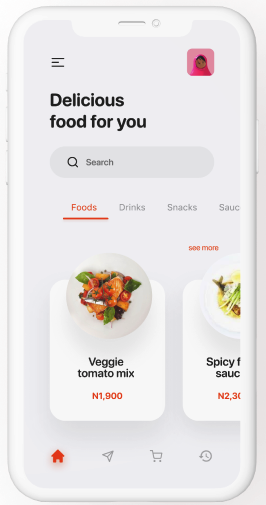 Delicious
food for you
Search
Foods Drinks Snacks Sauc
see more
Veggie
tomato mix
N1,900
Spicy f
sauc
N2,30